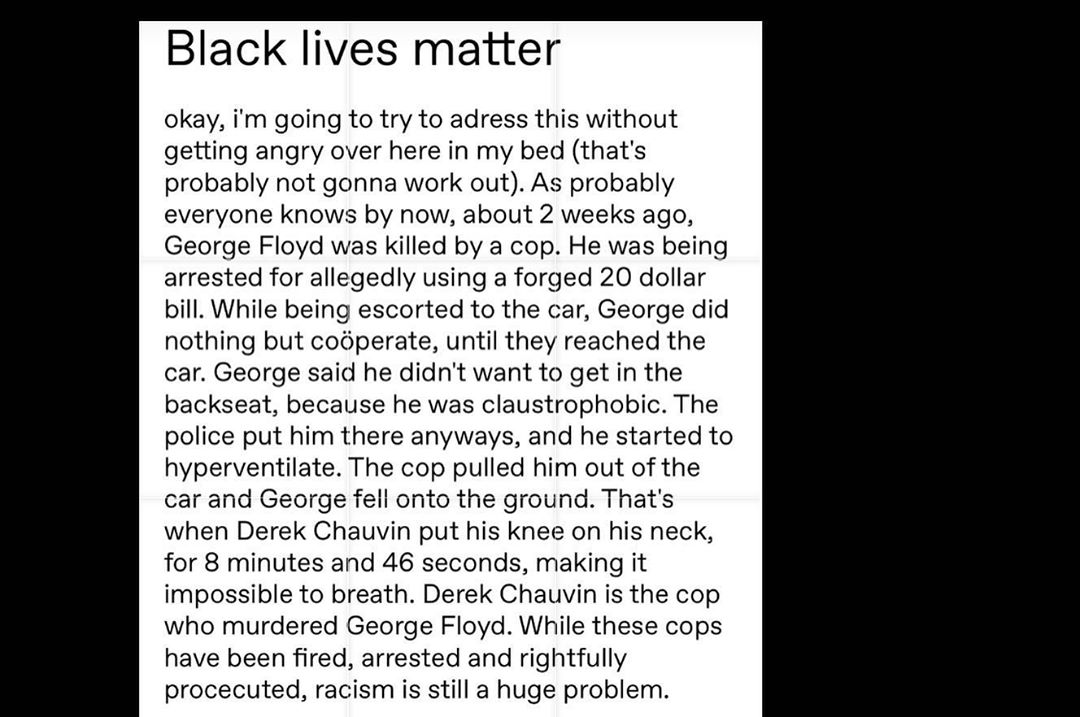 Black lives matter
okay, i'm going to try to adress this without
getting angry over here in my bed (that's
probably not gonna work out). As probably
everyone knows by now, about 2 weeks ago,
George Floyd was killed by a cop. He was being
arrested for allegedly using a forged 20 dollar
bill. While being escorted to the car, George did
nothing but coöperate, until they reached the
car. George said he didn't want to get in the
backseat, because he was claustrophobic. The
police put him there anyways, and he started to
hyperventilate. The cop pulled him out of the
car and George fell onto the ground. That's
when Derek Chauvin put his knee on his neck,
for 8 minutes and 46 seconds, making it
impossible to breath. Derek Chauvin is the cop
who murdered George Floyd. While these cops
have been fired, arrested and rightfully
procecuted, racism is still a huge problem.